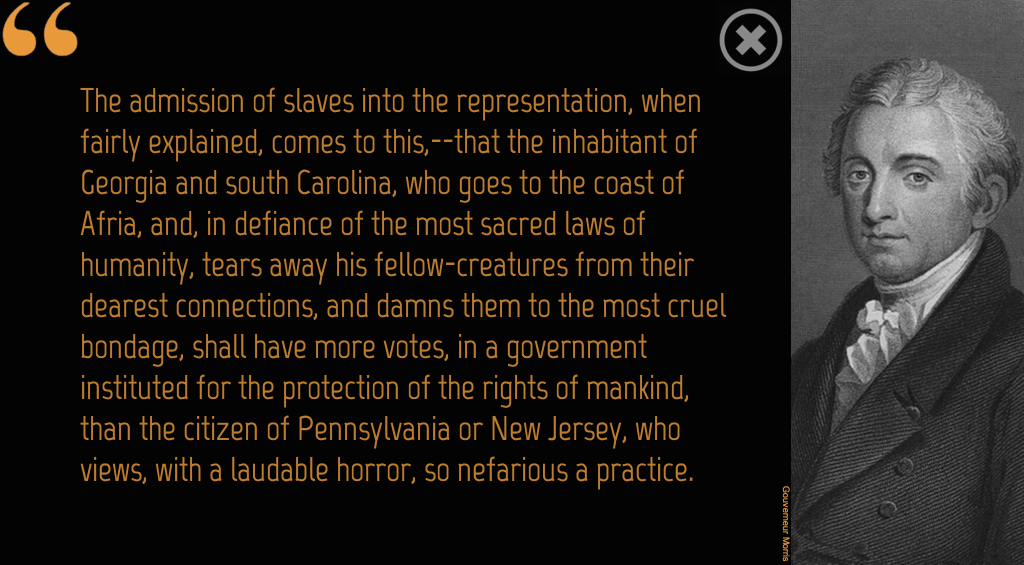 The admission of slaves into the representation, when
fairly explained, comes to this,--that the inhabitant of
Georgia and south Carolina, who goes to the coast of
Afria, and, in defiance of the most sacred laws of
humanity, tears away his fellow-creatures from their
dearest connections, and damns them to the most cruel
bondage, shall have more votes, in a government
instituted for the protection of the rights of mankind,
than the citizen of Pennsylvania or New Jersey, who
views, with a laudable horror, so nefarious a practice.
Gouverneur Morris